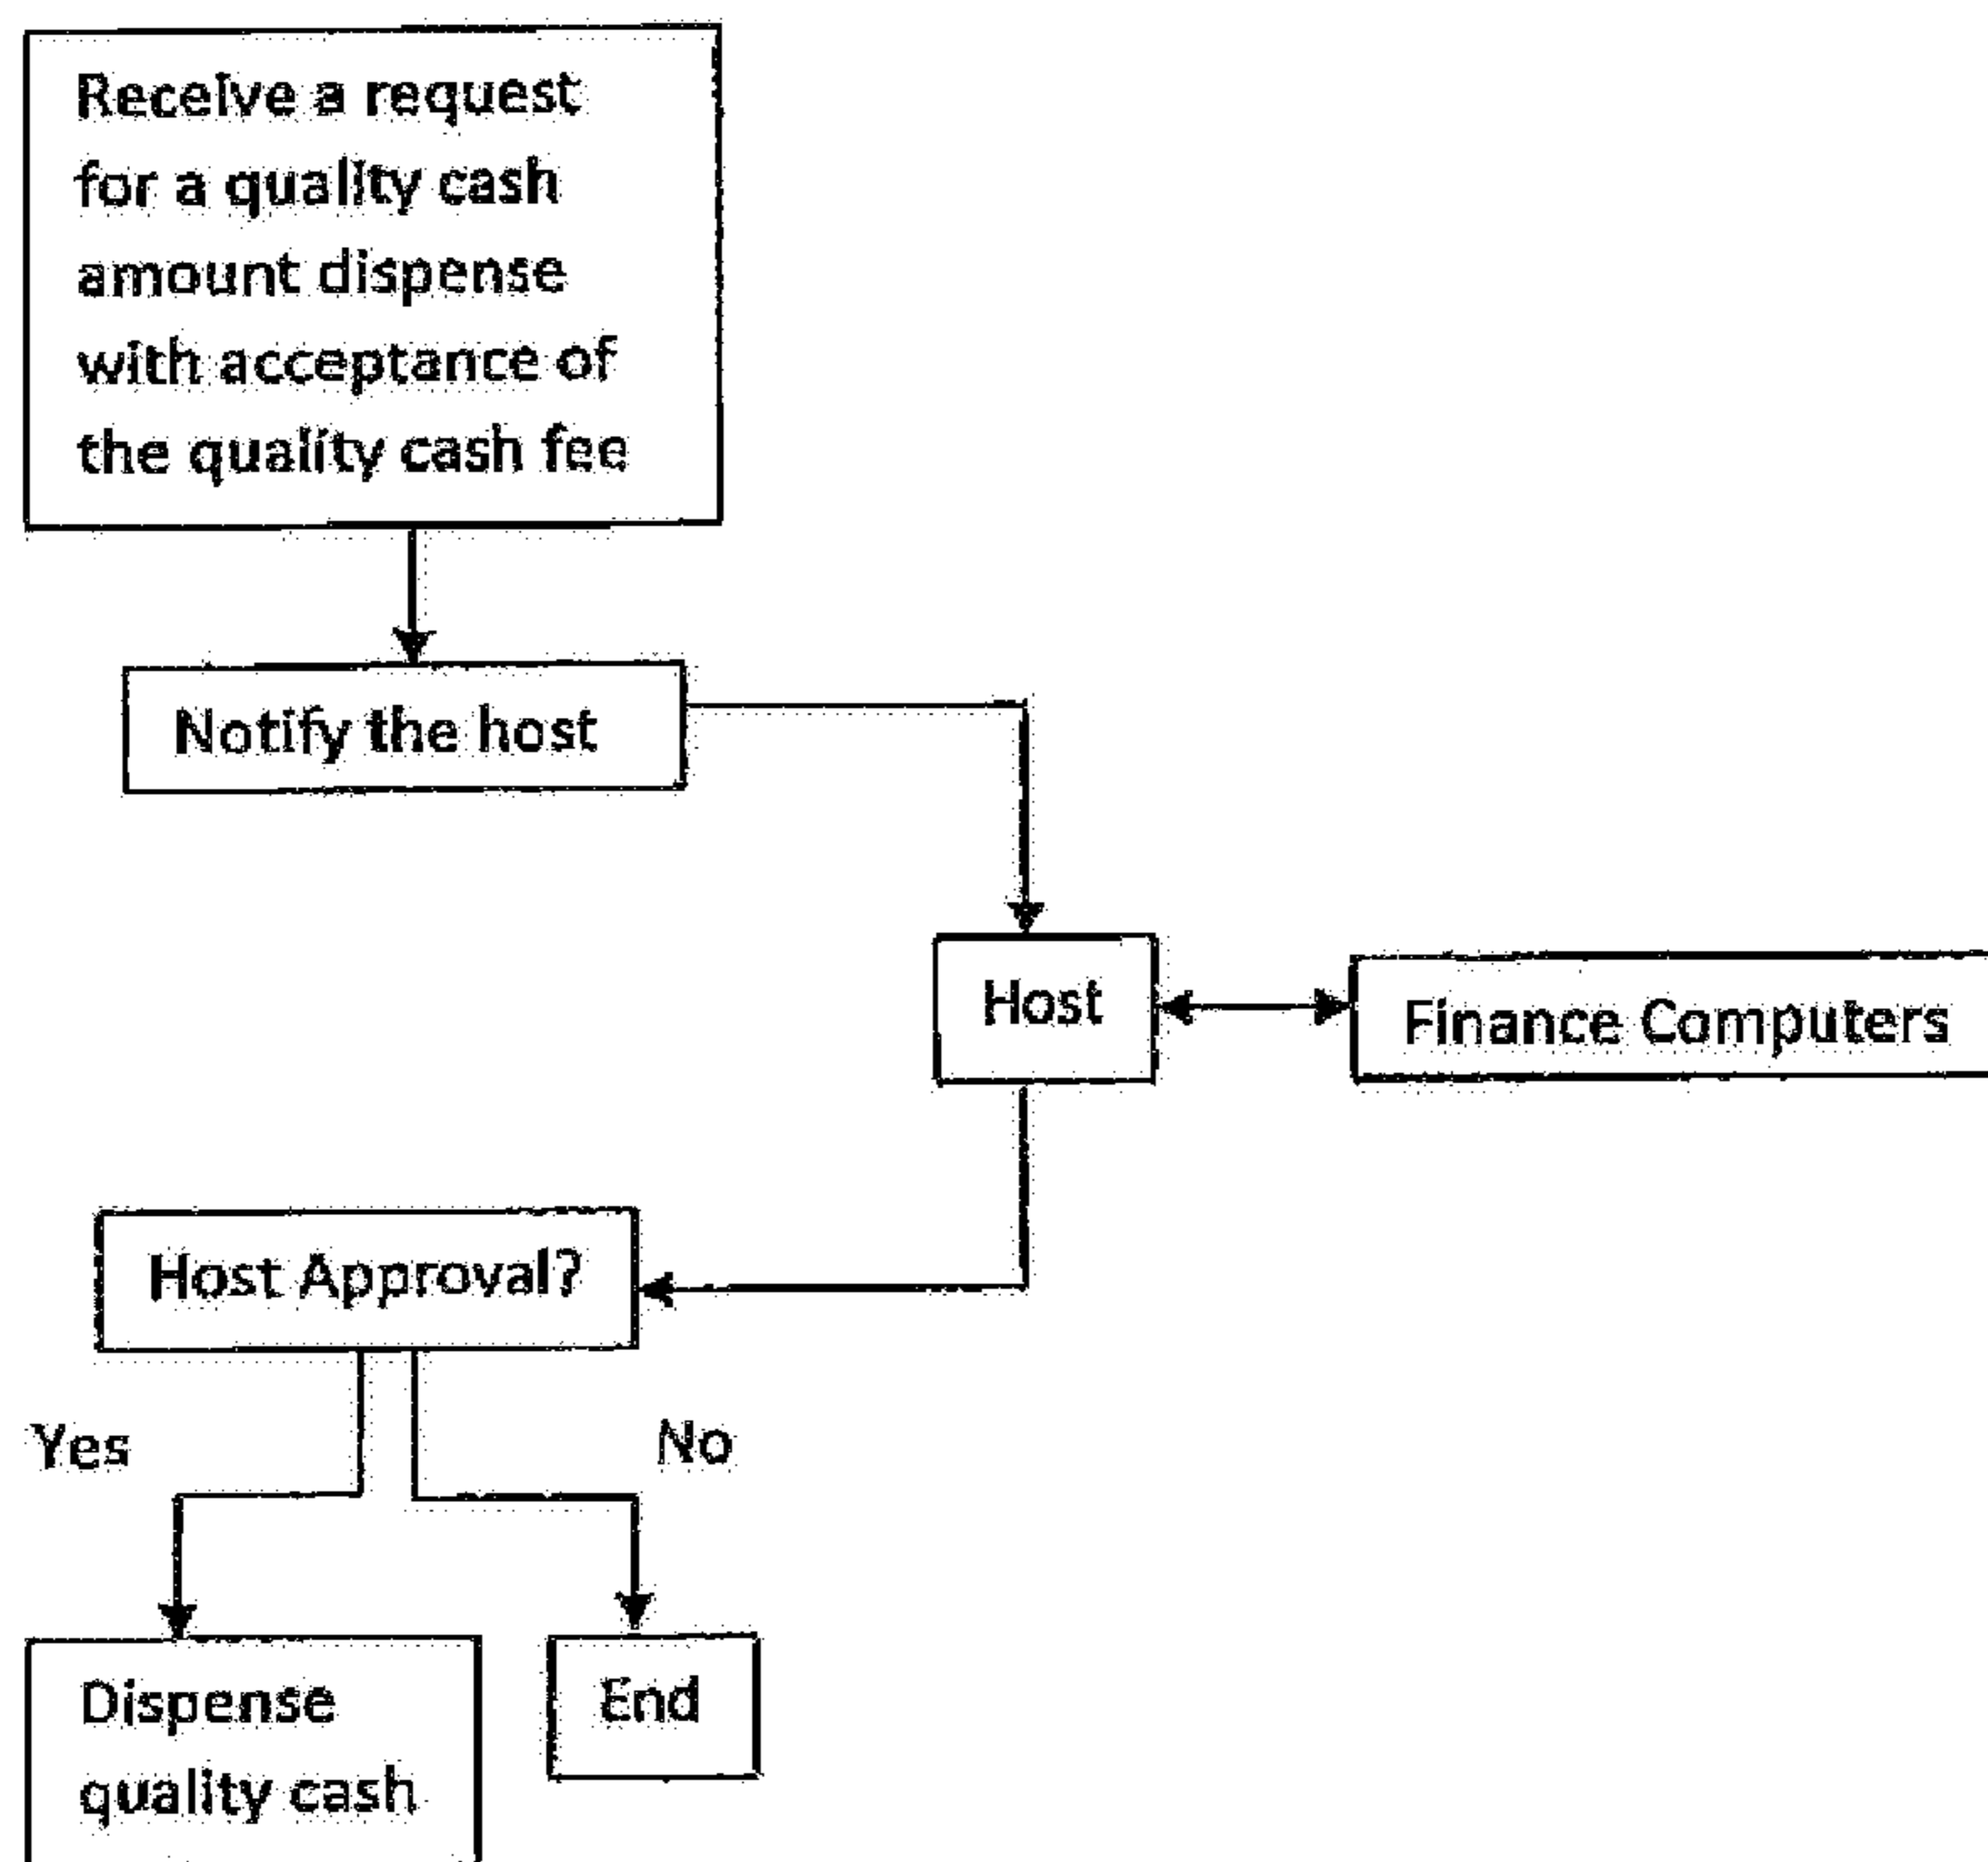 Receive a request
for a quality cash
amount dispense
with acceptance of
the quality cash fee
Notify the host
Host
Finance Computers
Host Approval?
Yes
No
Dispense
quality cash
End